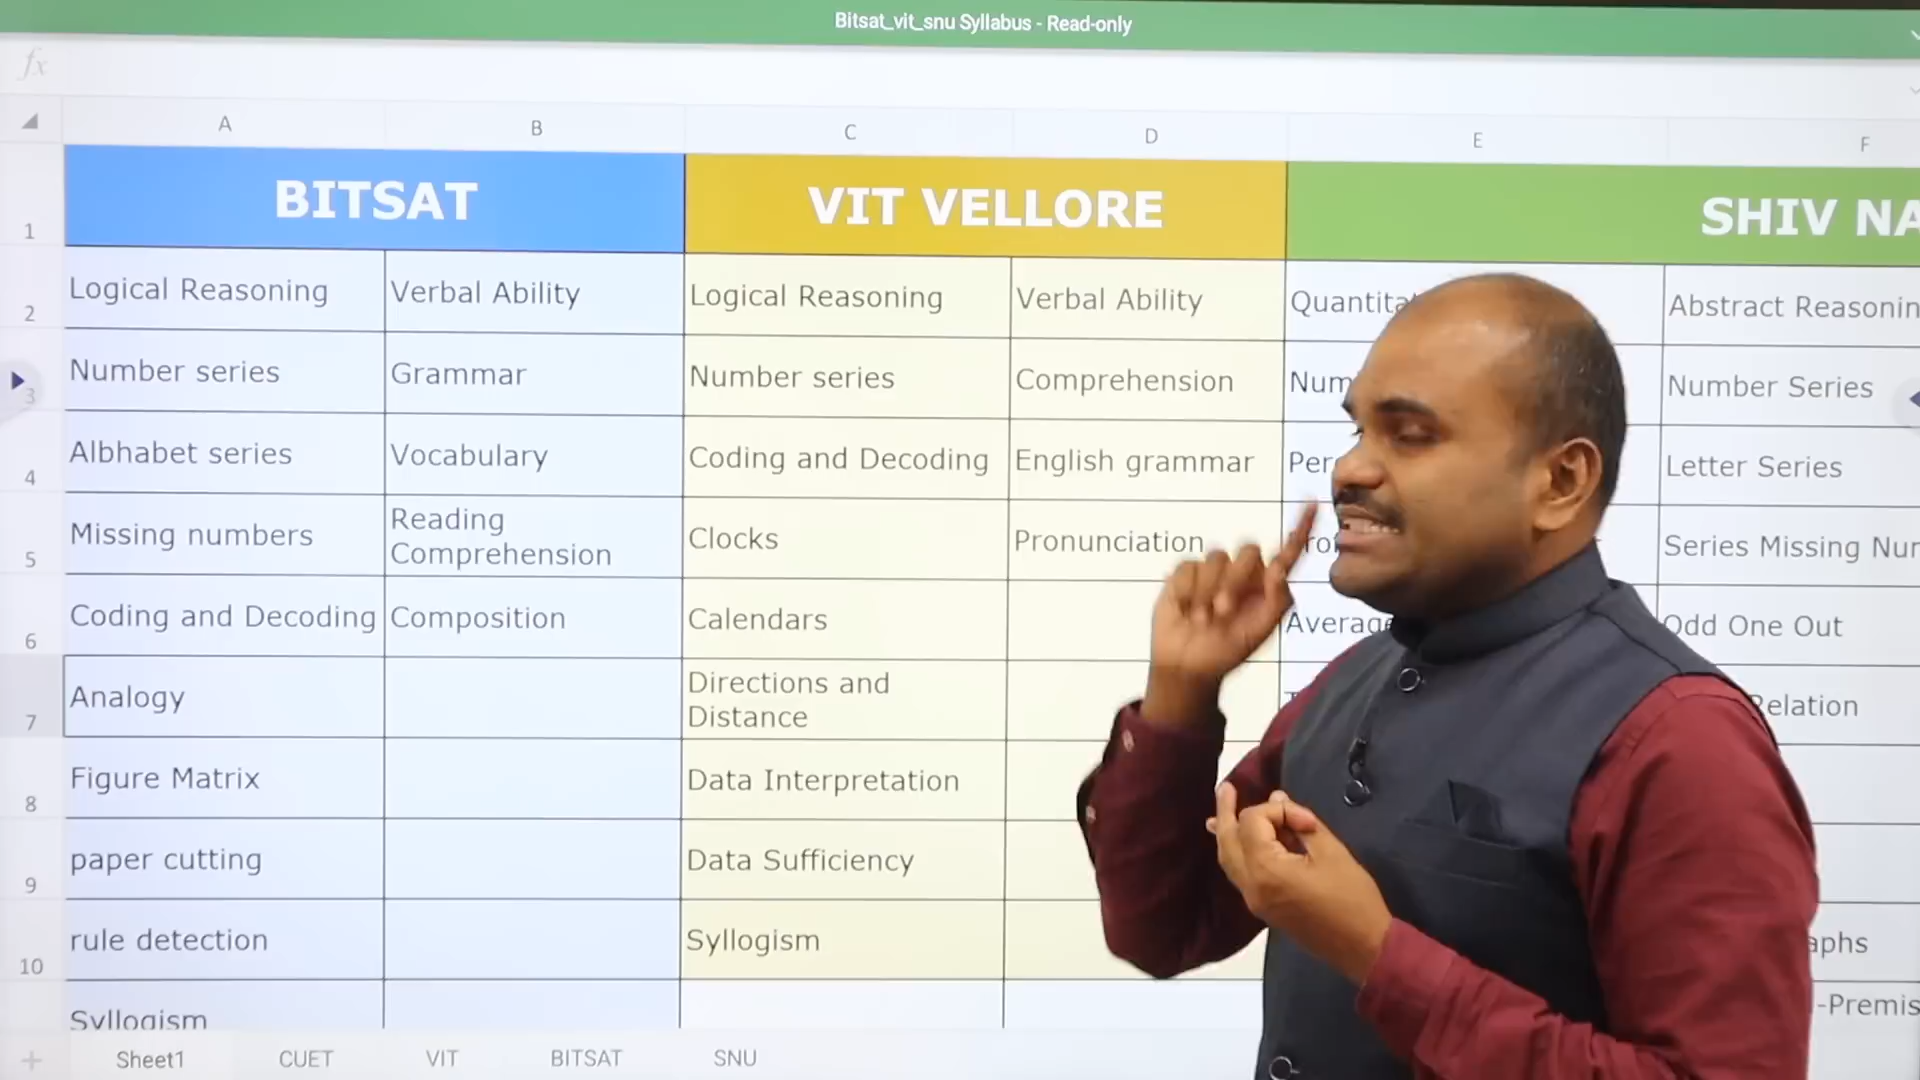 Bitsat_vit_snu Syllabus - Read-only
fx
A B C D E F
1 BITSAT VIT VELLORE SHIV NA
2 Logical Reasoning Verbal Ability Logical Reasoning Verbal Ability Quantita Abstract Reasonin
3 Number series Grammar Number series Comprehension Num Number Series
4 Albhabet series Vocabulary Coding and Decoding English grammar Per Letter Series
5 Missing numbers Reading Comprehension Clocks Pronunciation Series Missing Nu
6 Coding and Decoding Composition Calendars Average Odd One Out
7 Analogy Directions and Distance Relation
8 Figure Matrix Data Interpretation
9 paper cutting Data Sufficiency
10 rule detection Syllogism aphs
Syllogism -Premis
+ Sheet1 CUET VIT BITSAT SNU